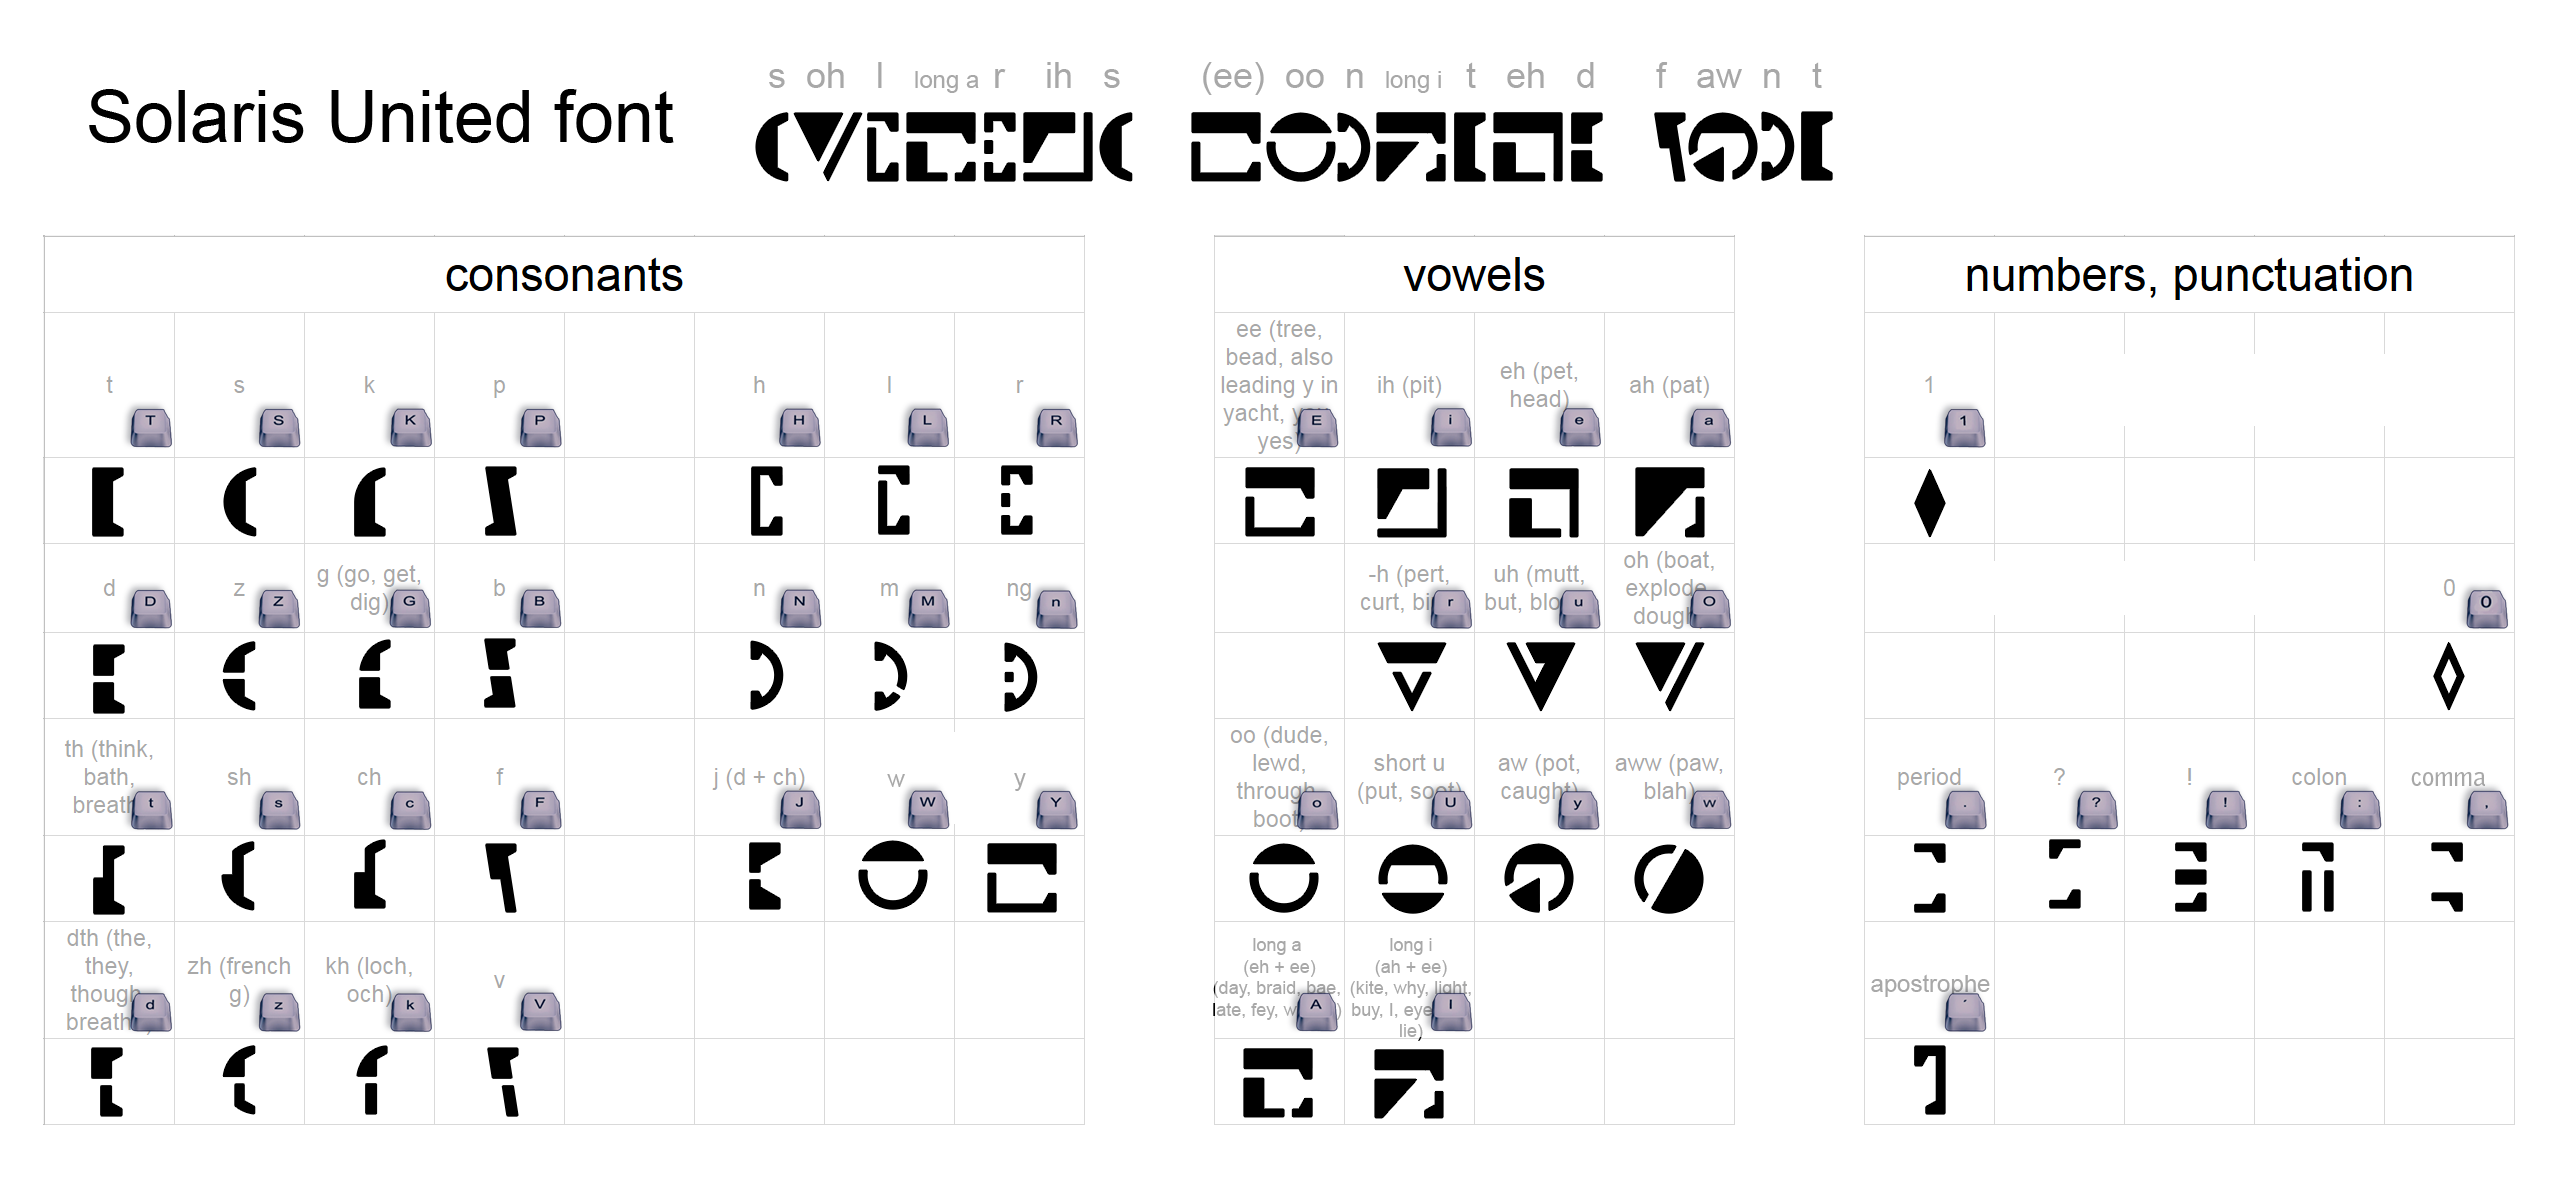 s oh l long a r ih s (ee) oo n long i t eh d f aw n t
Solaris United font
consonants
t s k p h l r
T S K P H L R
d z g (go, get, dig) b n m ng
D Z G B N M n
th (think, bath, breath sh ch f j (d + ch) w y
t s c F J W Y
dth (the, they, though, breath zh (french g) kh (loch, och) v
d z k V
vowels
ee (tree, bead, also leading y in yacht, yes) ih (pit) eh (pet, head) ah (pat)
E i e a
-h (pert, curt, uh (mutt, but, oh (boat, explode, dough
r u O
oo (dude, lewd, through, boot, short u (put, soot) aw (pot, caught) aww (paw, blah)
o U y w
long a (eh + ee) (day, braid, bae, late, fey, long i (ah + ee) (kite, why, light, buy, I, eye lie)
A I
numbers, punctuation
1
1
0
0
period ? ! colon comma
. ? ! : ,
apostrophe
'